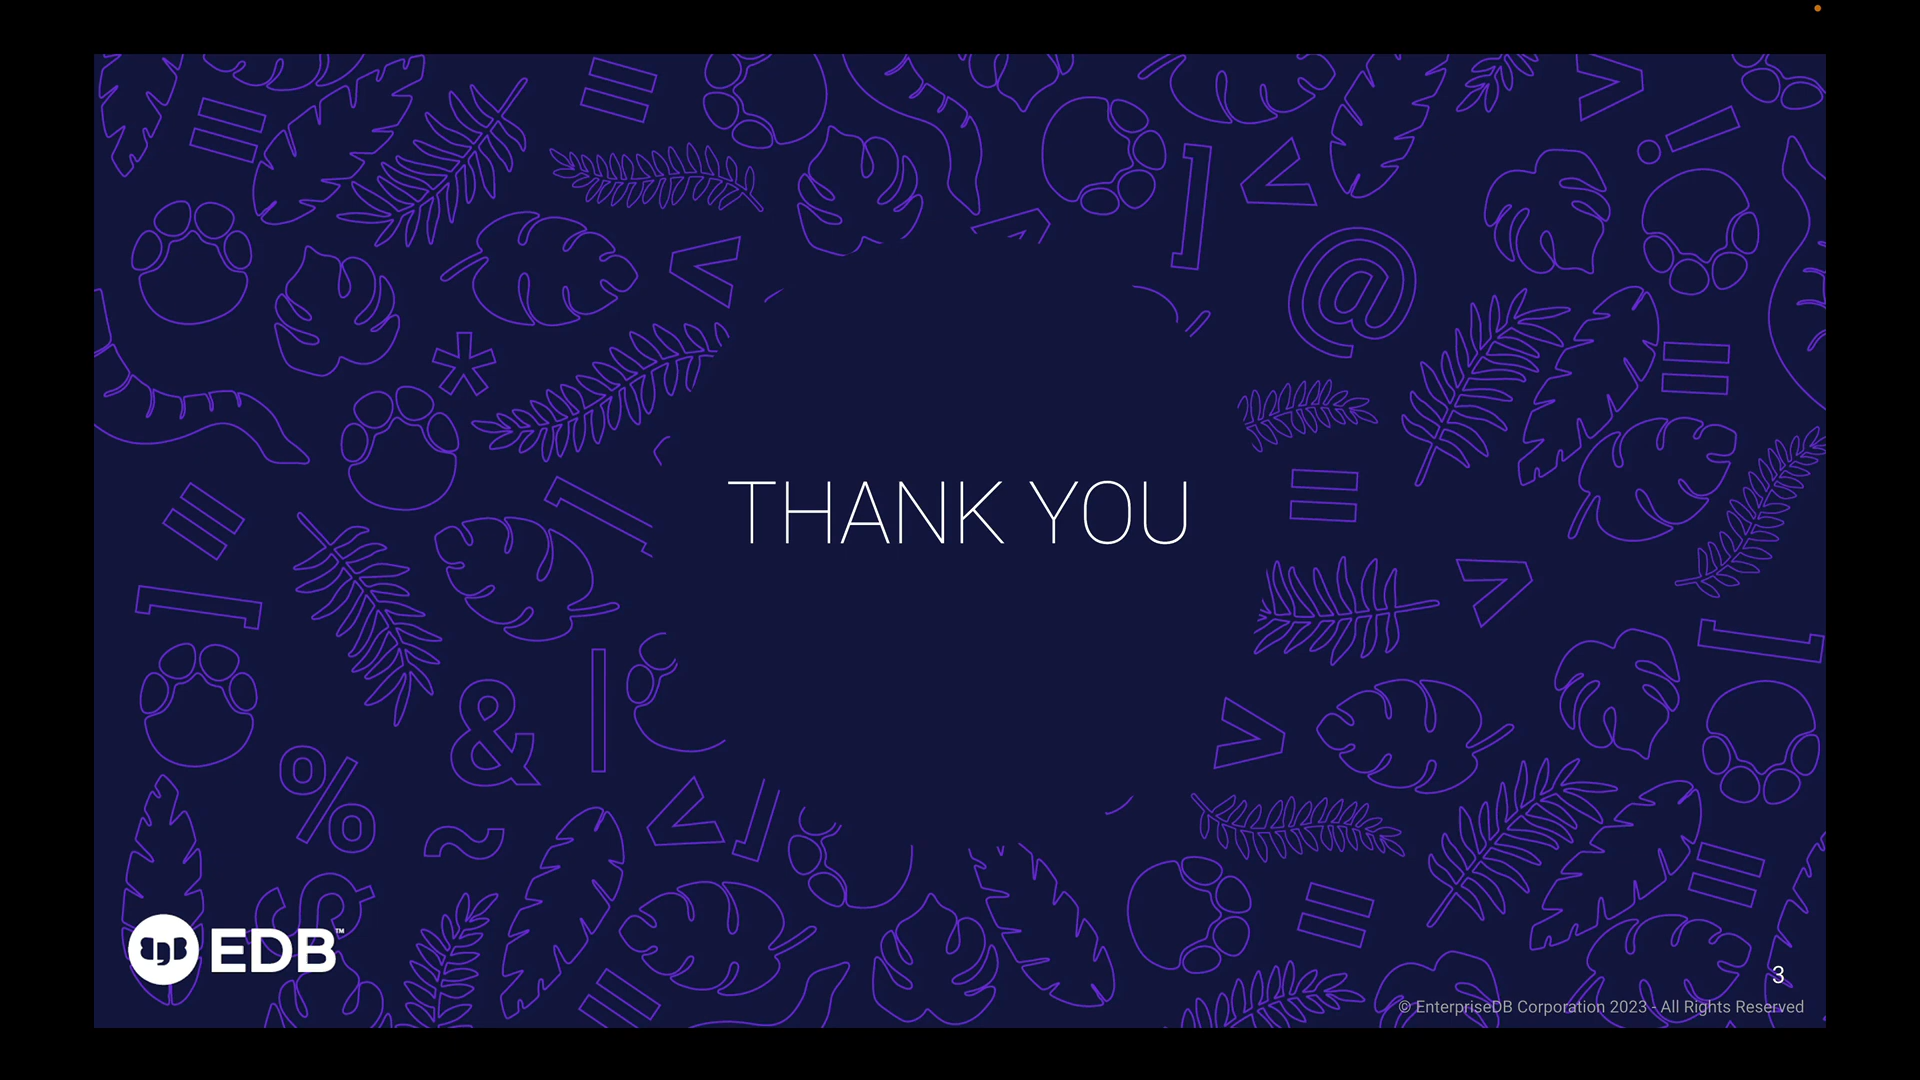 THANK YOU
EDB™
3
© EnterpriseDB Corporation 2023 - All Rights Reserved